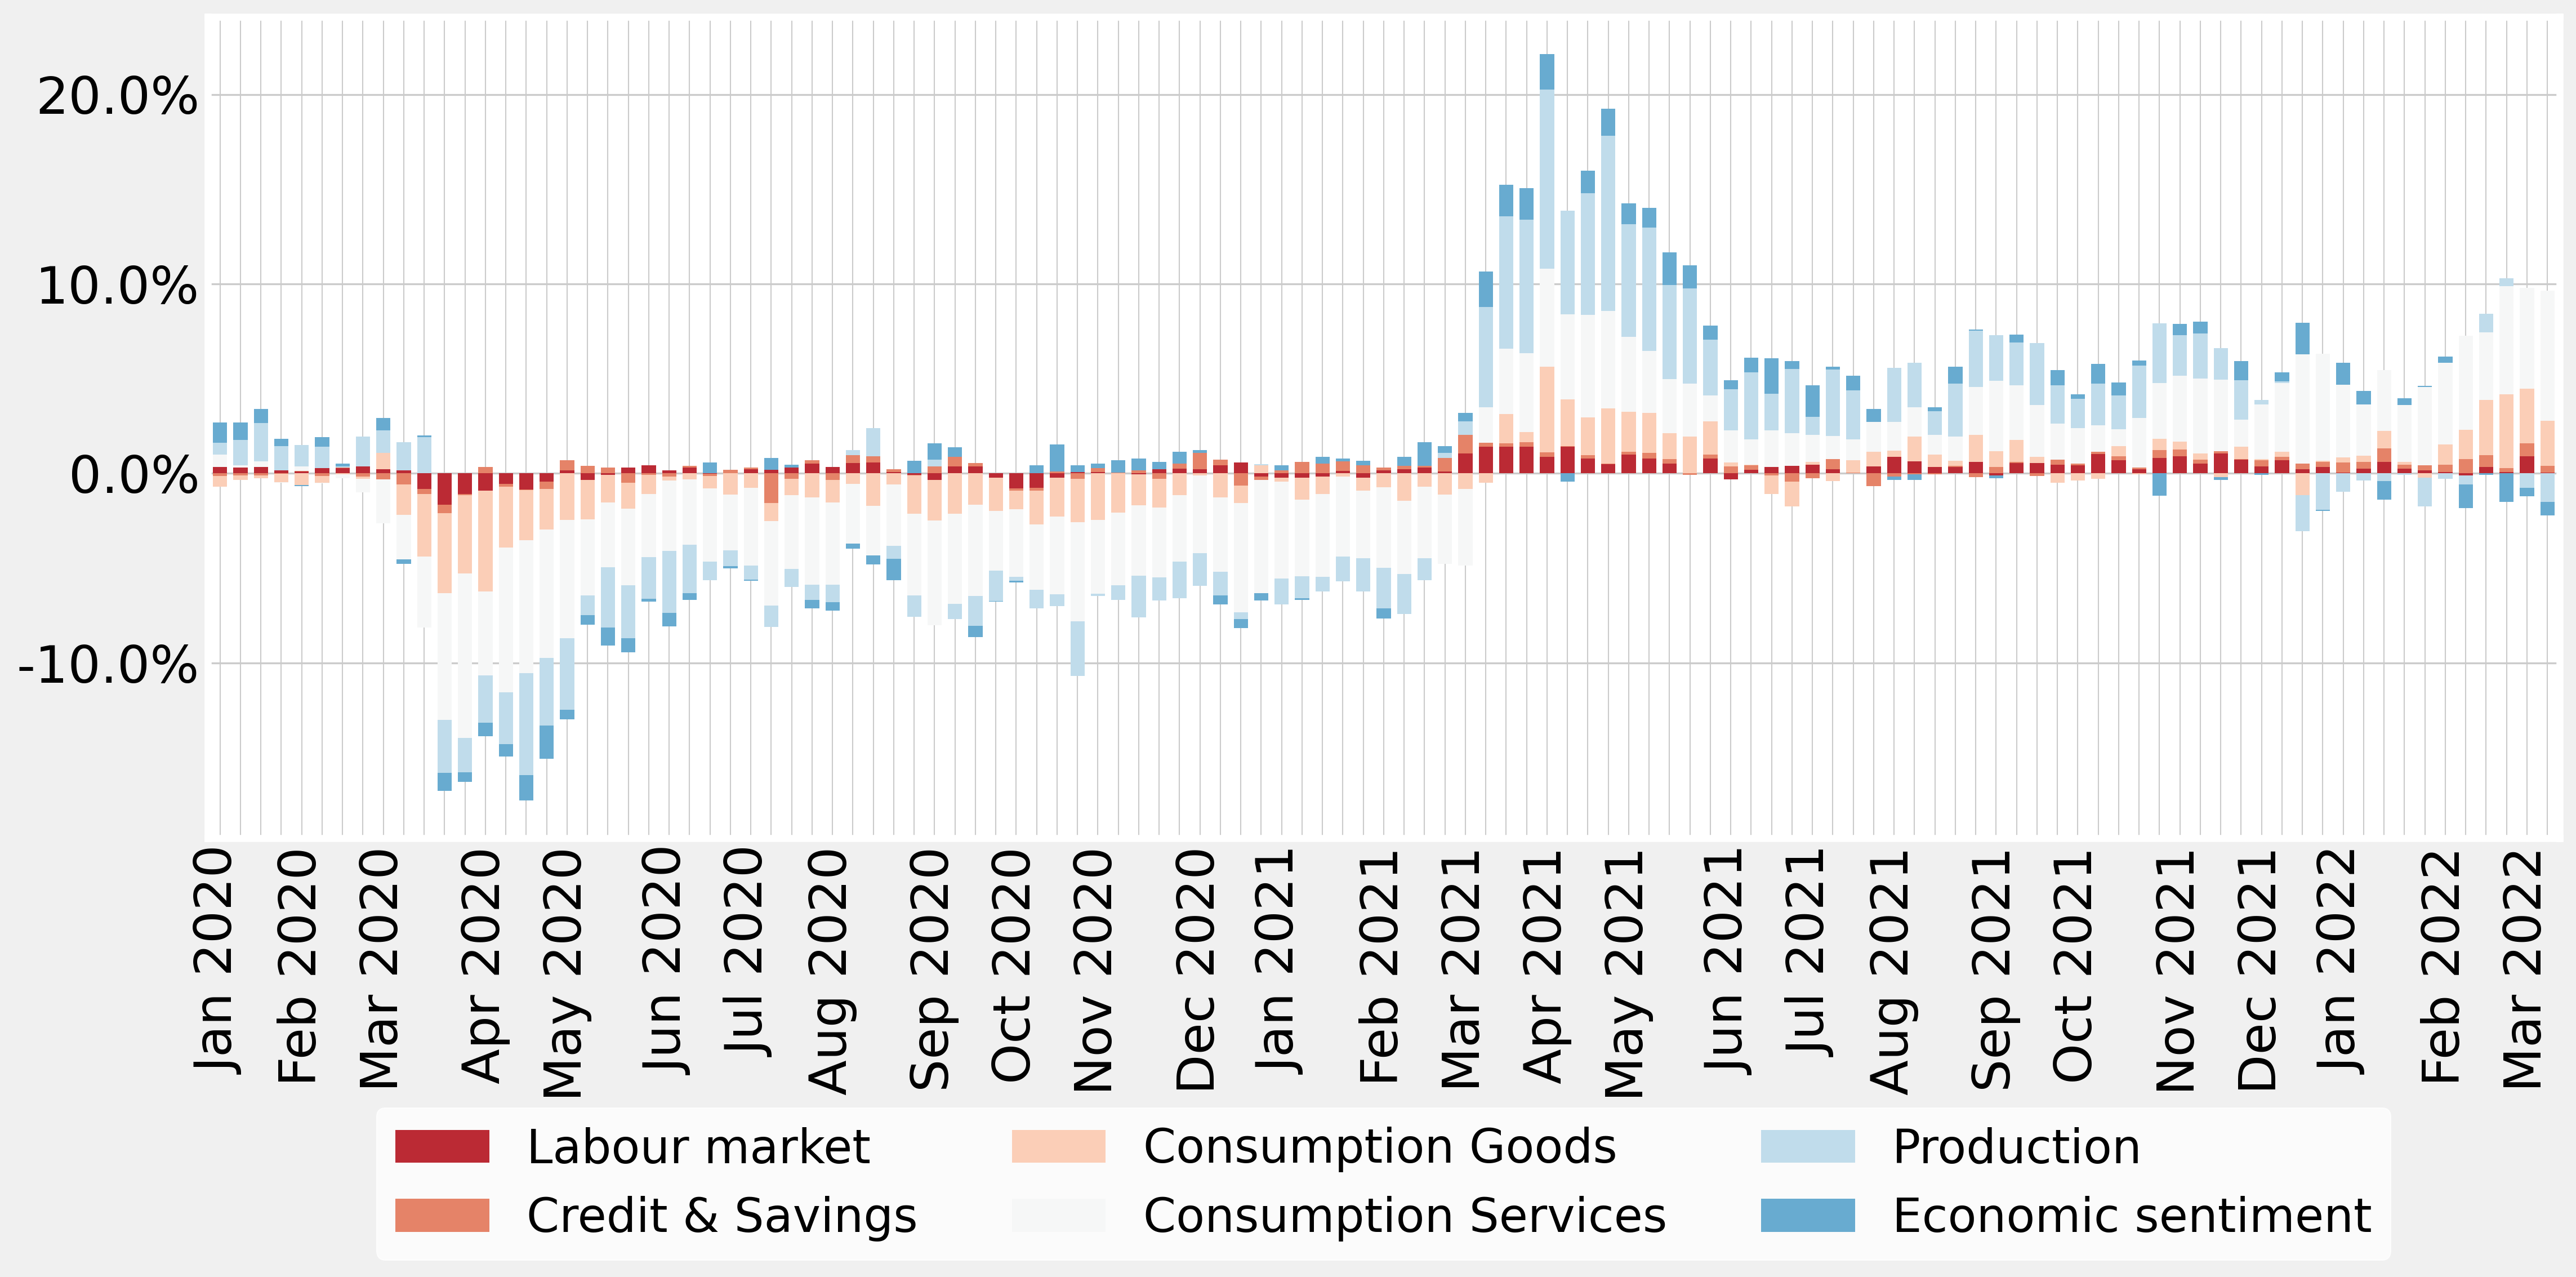 20.0%
10.0%
0.0%
-10.0%
Jan 2020
Feb 2020
Mar 2020
Apr 2020
May 2020
Jun 2020
Jul 2020
Aug 2020
Sep 2020
Oct 2020
Nov 2020
Dec 2020
Jan 2021
Feb 2021
Mar 2021
Apr 2021
May 2021
Jun 2021
Jul 2021
Aug 2021
Sep 2021
Oct 2021
Nov 2021
Dec 2021
Jan 2022
Feb 2022
Mar 2022
Labour market
Credit & Savings
Consumption Goods
Consumption Services
Production
Economic sentiment